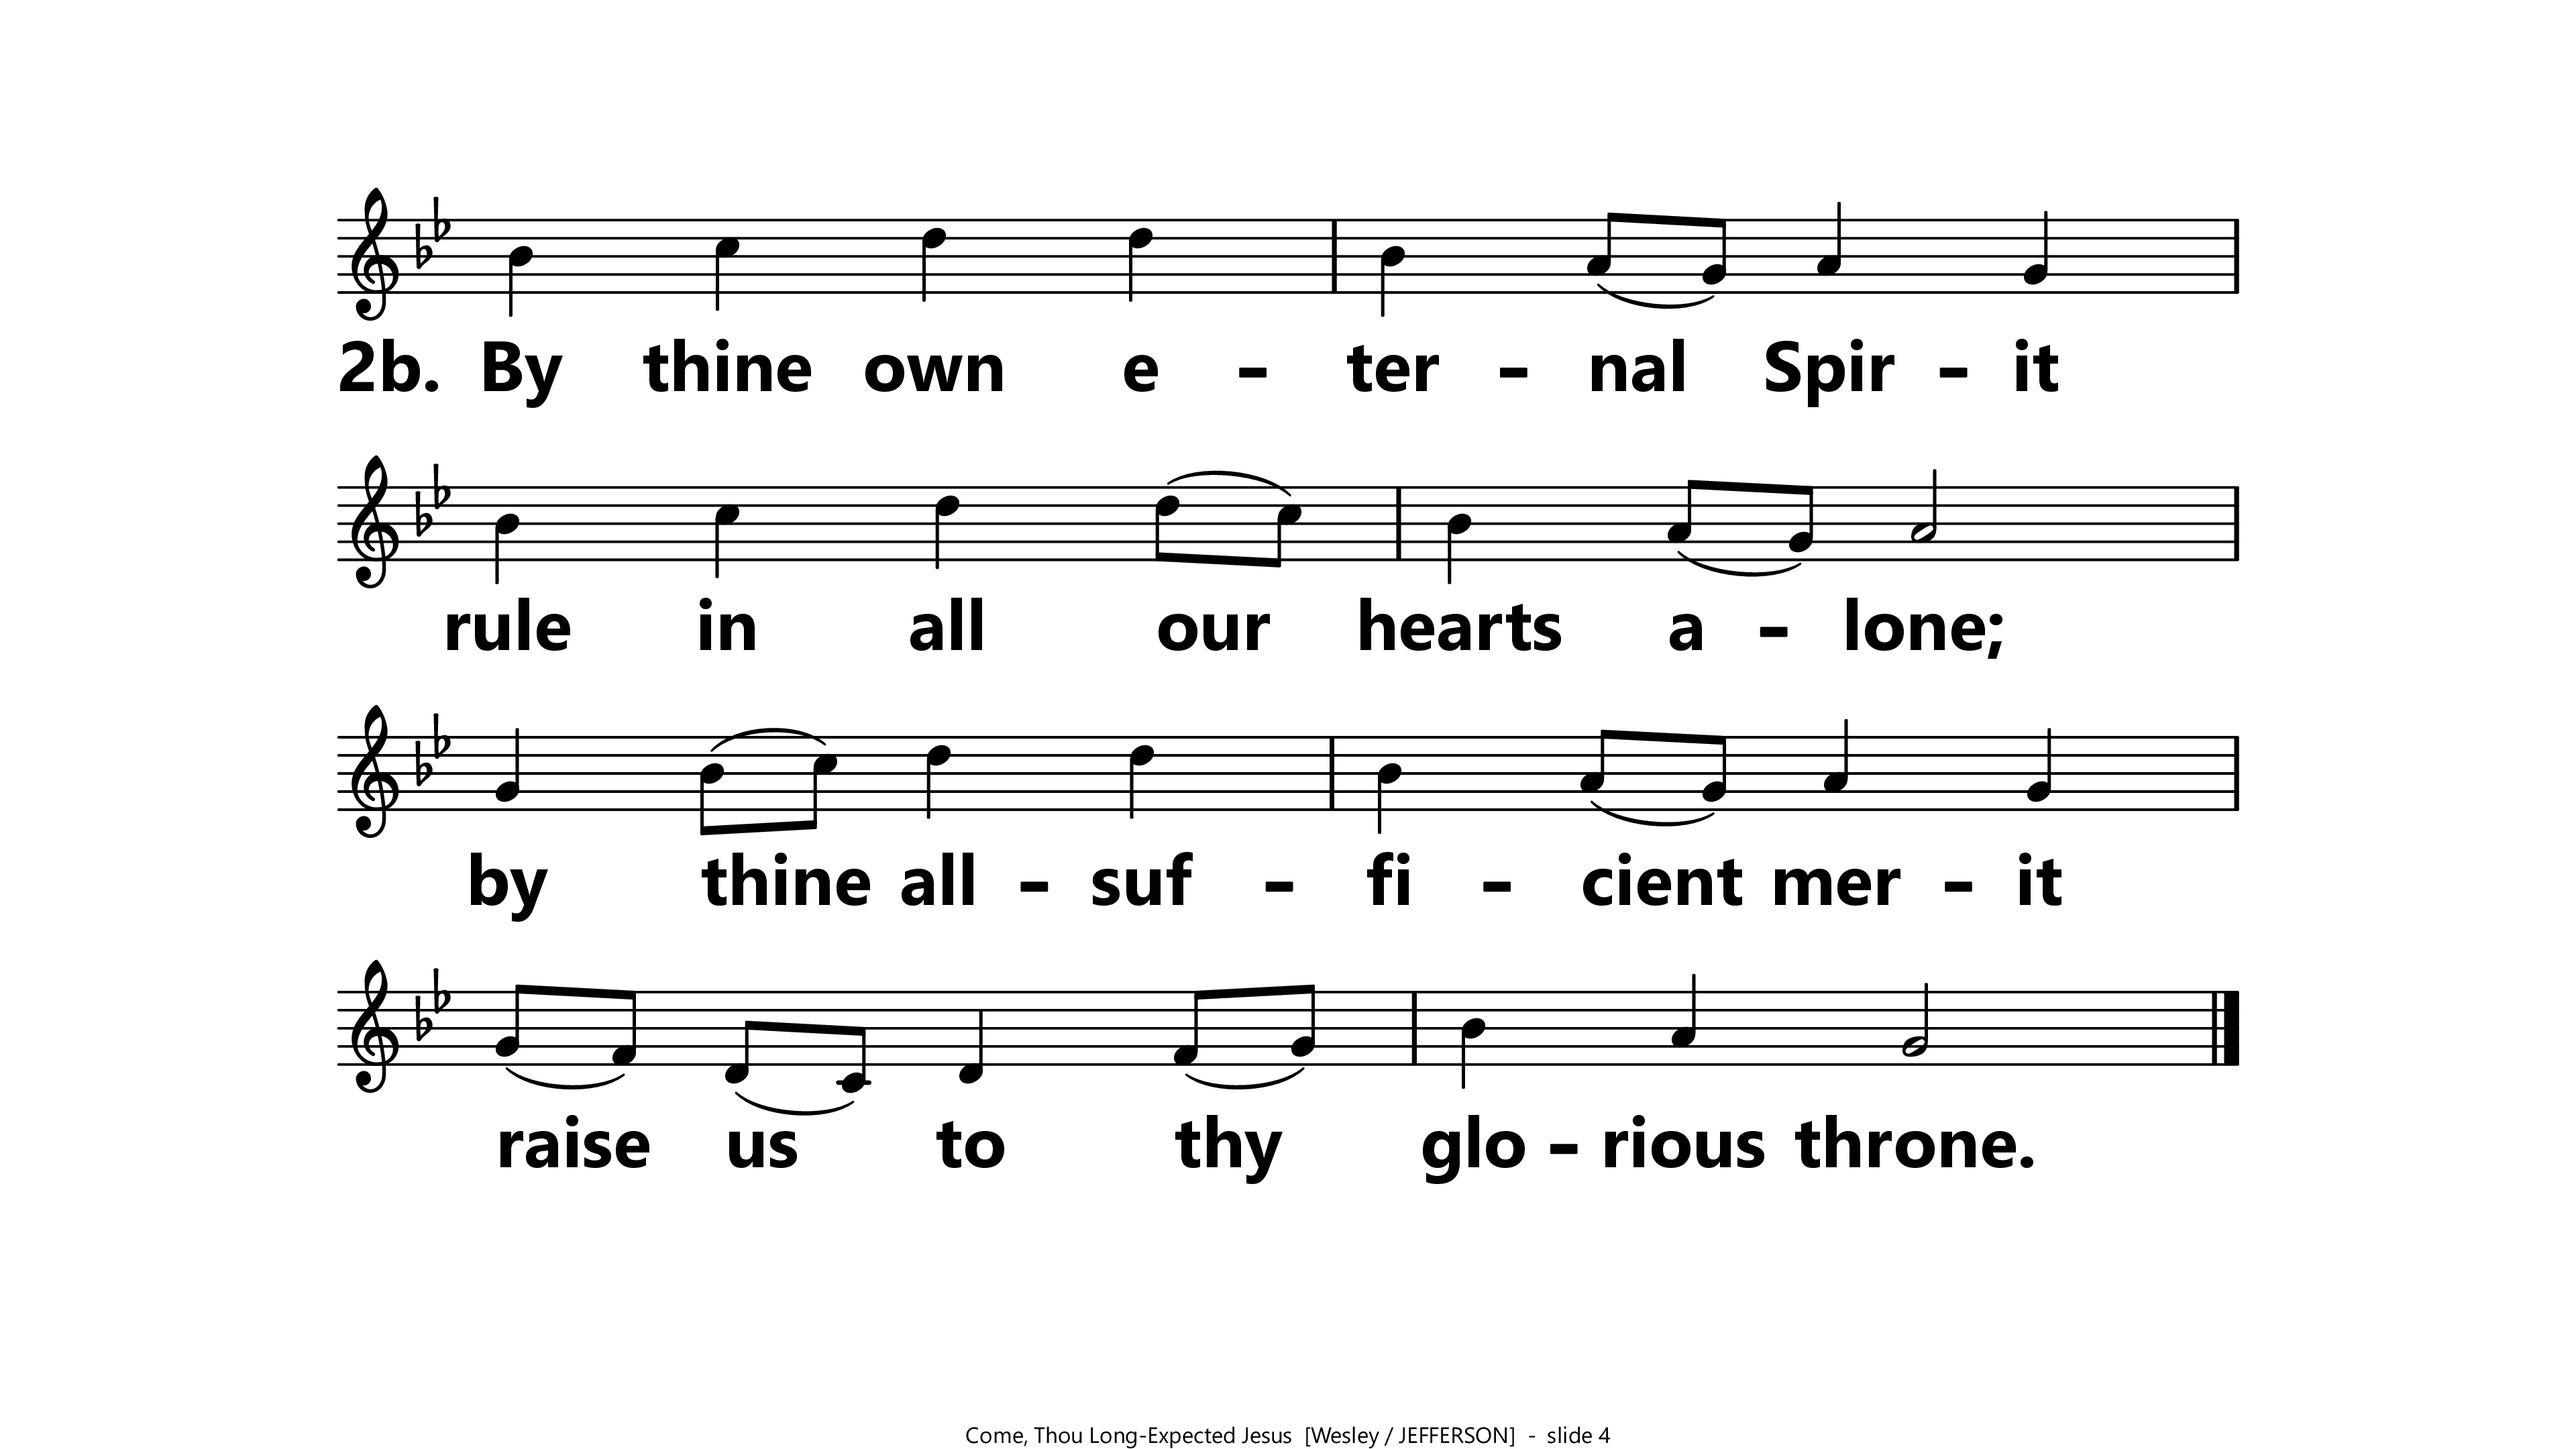 2b. By thine own e - ter - nal Spir - it
rule in all our hearts a - lone;
by thine all - suf - fi - cient mer - it
raise us to thy glo - rious throne.
Come, Thou Long-Expected Jesus [Wesley / JEFFERSON] - slide 4